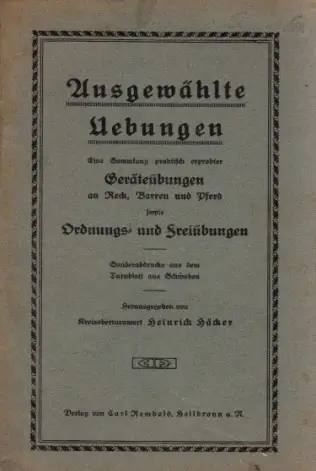 Ausgewählte
Uebungen
Eine Sammlung praktisch erprobter
Geräteübungen
an Reck, Barren und Pferd
sowie
Ordnungs- und Freiübungen
Sonderabdrucke aus dem
Turnblatt aus Schwaben
Herausgegeben von
Kreisoberturnwart Heinrich Häcker
Verlag von Carl Rembold, Heilbronn a. N.